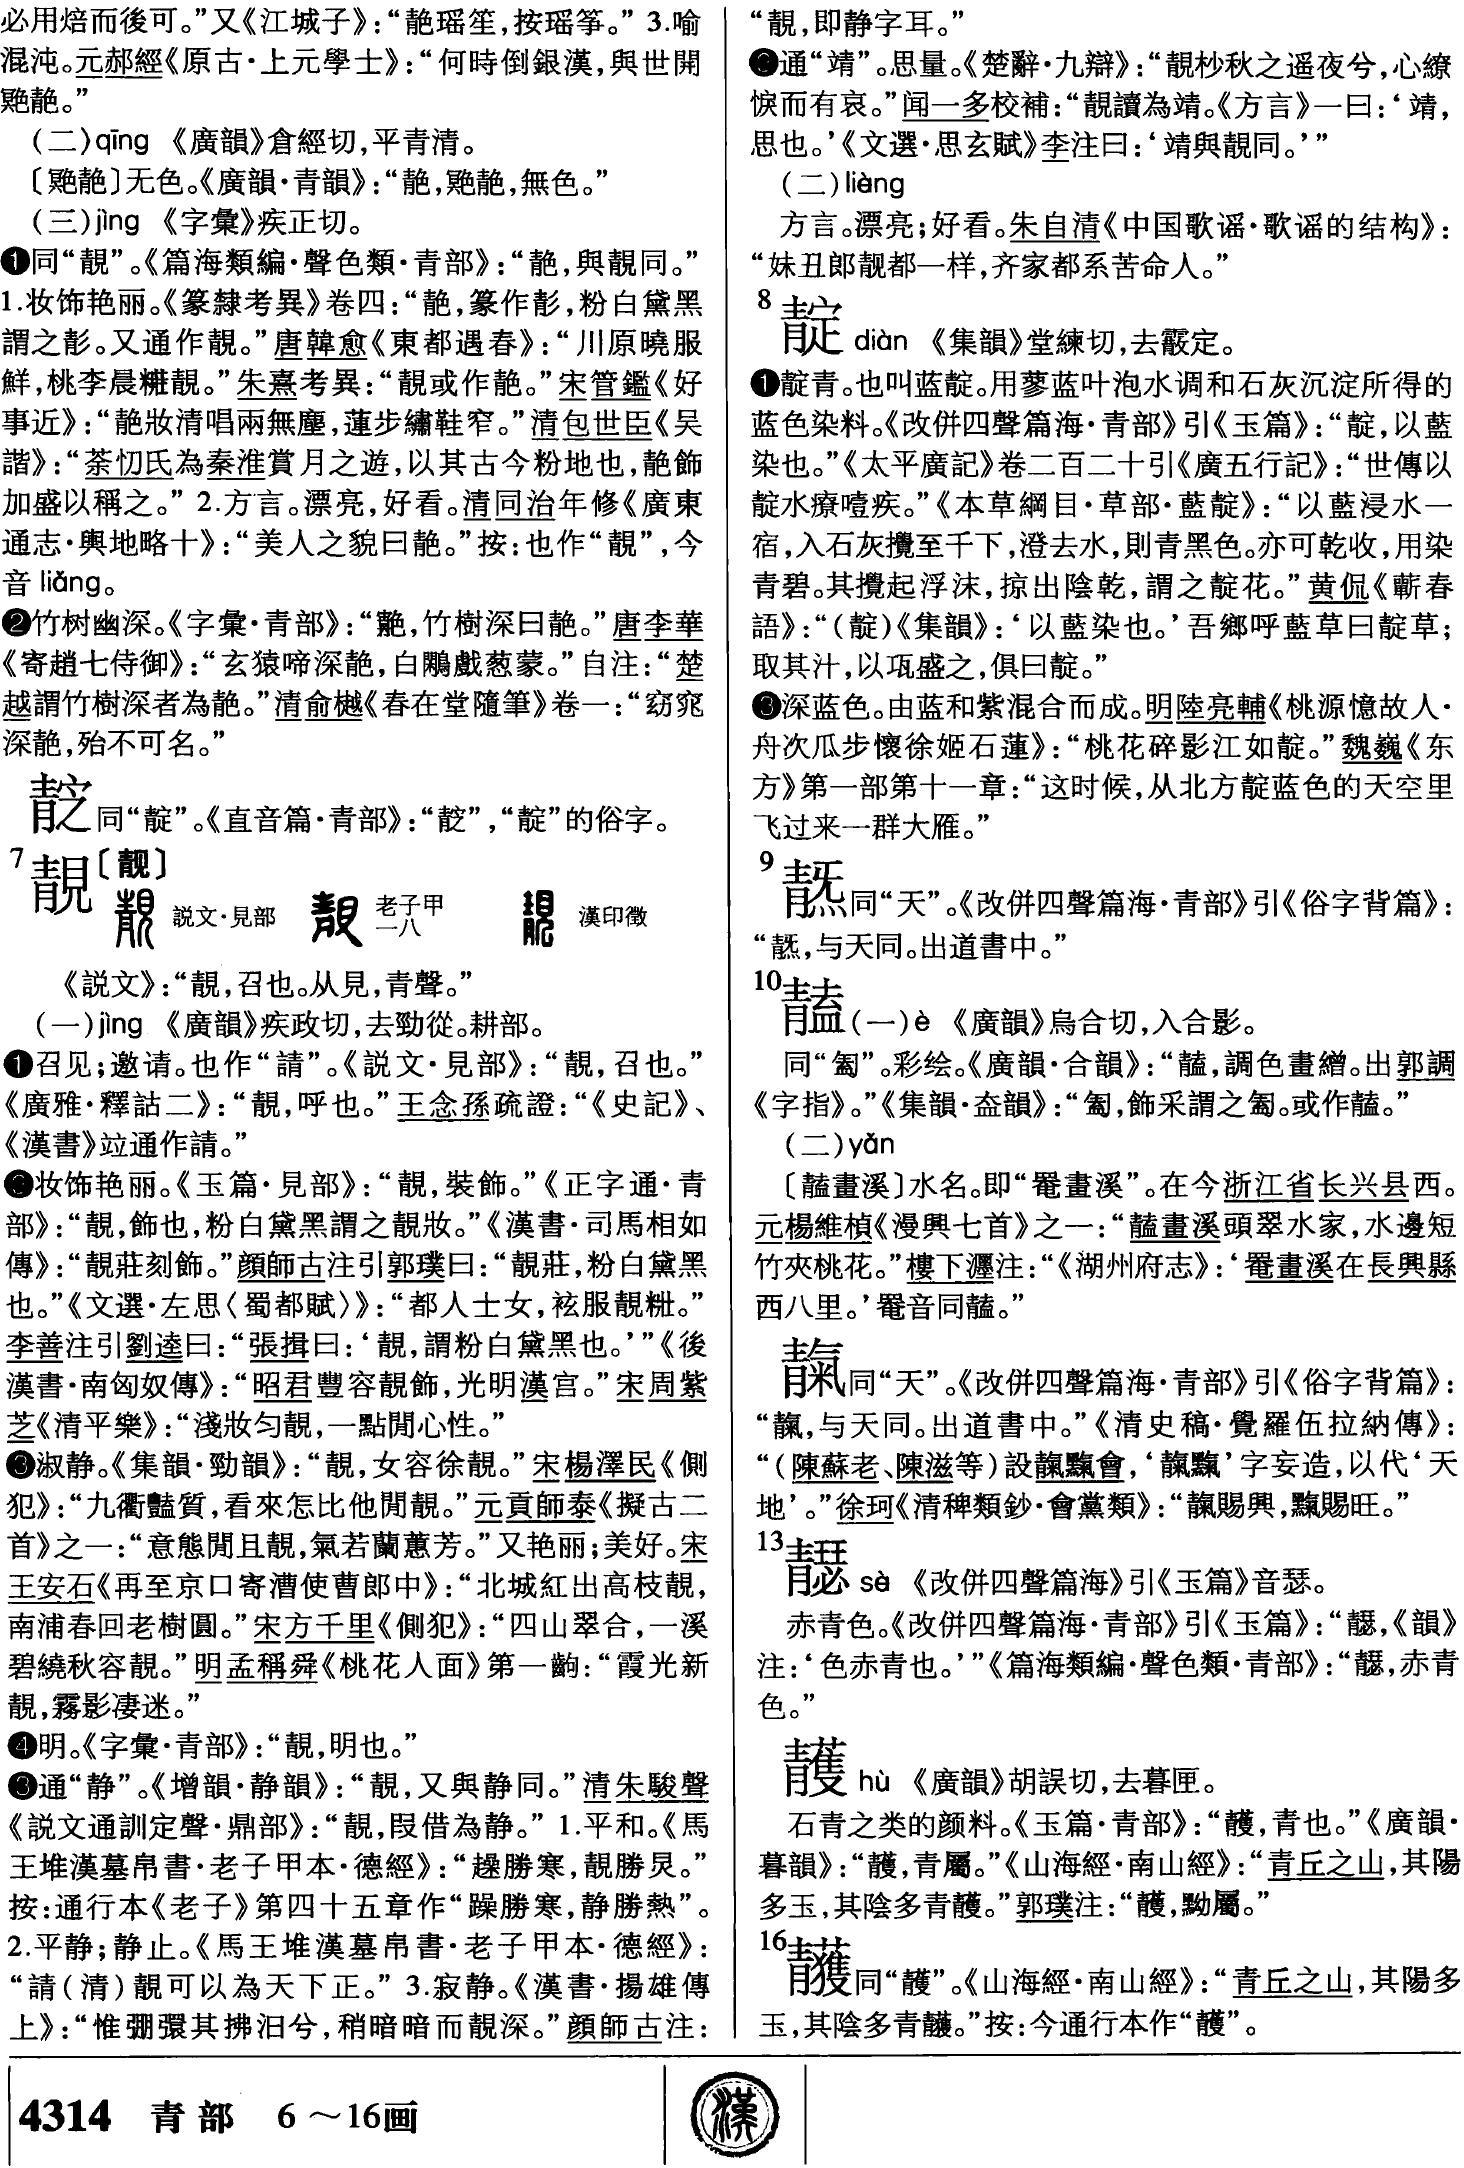 必用焙而後可。”又《江城子》：“靘瑶笙，按瑶筝。” 3.喻
混沌。元郝經《原古·上元學士》：“何時倒銀漢，與世開
𩈢靘。”
（二）qīng 《廣韻》倉經切，平青清。
〔靘〕无色。《廣韻·青韻》：“靘，靘，無色。”
（三）jìng 《字彙》疾正切。
❶同“靚”。《篇海類編·聲色類·青部》：“靘，與靚同。”
1.妆饰艳丽。《篆隸考異》卷四：“靘，篆作彭，粉白黛黑
謂之彭。又通作靚。”唐韓愈《東都遇春》：“川原曉服
鮮，桃李晨糚靚。”朱熹考異：“靚或作靘。”宋管鑑《好
事近》：“靘妝清唱兩無塵，蓮步繡鞋窄。”清包世臣《吴
語》：“荼忉氏為秦淮賞月之遊，以其古今粉地也，靘飾
加盛以稱之。” 2.方言。漂亮，好看。清同治年修《廣東
通志·輿地略十》：“美人之貌曰靘。”按：也作“靚”，今
音 liǎng。
❷竹树幽深。《字彙·青部》：“靘，竹樹深曰靘。”唐李華
《寄趙七侍御》：“玄猿啼深靘，白鷳戲葱蒙。”自注：“楚
越謂竹樹深者為靘。”清俞樾《春在堂隨筆》卷一：“窈窕
深靘，殆不可名。”
同“靛”。《直音篇·青部》：“”，“靛”的俗字。
7 靚〔靓〕
説文·見部 老子甲一八 漢印徵
《説文》：“靚，召也。从見，青聲。”
（一）jìng 《廣韻》疾政切，去勁從。耕部。
❶召见；邀请。也作“請”。《説文·見部》：“靚，召也。”
《廣雅·釋詁二》：“靚，呼也。”王念孫疏證：“《史記》、
《漢書》竝通作請。”
❷妆饰艳丽。《玉篇·見部》：“靚，裝飾。”《正字通·青
部》：“靚，飾也，粉白黛黑謂之靚妝。”《漢書·司馬相如
傳》：“靚莊刻飾。”顔師古注引郭璞曰：“靚莊，粉白黛黑
也。”《文選·左思〈蜀都賦〉》：“都人士女，袨服靚粧。”
李善注引劉逵曰：“張揖曰：‘靚，謂粉白黛黑也。’”《後
漢書·南匈奴傳》：“昭君豐容靚飾，光明漢宫。”宋周紫
芝《清平樂》：“淺妝匀靚，一點閒心性。”
❸淑静。《集韻·勁韻》：“靚，女容徐靚。”宋楊澤民《側
犯》：“九衢豔質，看來怎比他閒靚。”元貢師泰《擬古二
首》之一：“意態閒且靚，氣若蘭蕙芳。”又艳丽；美好。宋
王安石《再至京口寄漕使曹郎中》：“北城紅出高枝靚，
南浦春回老樹圓。”宋方千里《側犯》：“四山翠合，一溪
碧繞秋容靚。”明孟稱舜《桃花人面》第一齣：“霞光新
靚，霧影凄迷。”
❹明。《字彙·青部》：“靚，明也。”
❺通“静”。《增韻·静韻》：“靚，又與静同。”清朱駿聲
《説文通訓定聲·鼎部》：“靚，叚借為静。” 1.平和。《馬
王堆漢墓帛書·老子甲本·德經》：“趮勝寒，靚勝炅。”
按：通行本《老子》第四十五章作“躁勝寒，静勝熱”。
2.平静；静止。《馬王堆漢墓帛書·老子甲本·德經》：
“請（清）靚可以為天下正。” 3.寂静。《漢書·揚雄傳
上》：“惟弸彋其拂汨兮，稍暗暗而靚深。”顔師古注：
“靚，即静字耳。”
❻通“靖”。思量。《楚辭·九辯》：“靚杪秋之遥夜兮，心繚
悷而有哀。”闻一多校補：“靚讀為靖。《方言》一曰：‘靖，
思也。’《文選·思玄賦》李注曰：‘靖與靚同。’”
（二）liàng
方言。漂亮；好看。朱自清《中国歌谣·歌谣的结构》：
“妹丑郎靓都一样，齐家都系苦命人。”
8 靛 diàn 《集韻》堂練切，去霰定。
❶靛青。也叫蓝靛。用蓼蓝叶泡水调和石灰沉淀所得的
蓝色染料。《改併四聲篇海·青部》引《玉篇》：“靛，以藍
染也。”《太平廣記》卷二百二十引《廣五行記》：“世傳以
靛水療噎疾。”《本草綱目·草部·藍靛》：“以藍浸水一
宿，入石灰攪至千下，澄去水，則青黑色。亦可乾收，用染
青碧。其攪起浮沫，掠出陰乾，謂之靛花。”黄侃《蘄春
語》：“（靛）《集韻》：‘以藍染也。’吾鄉呼藍草曰靛草；
取其汁，以瓨盛之，俱曰靛。”
❷深蓝色。由蓝和紫混合而成。明陸亮輔《桃源憶故人·
舟次瓜步懷徐姬石蓮》：“桃花碎影江如靛。”魏巍《东
方》第一部第十一章：“这时候，从北方靛蓝色的天空里
飞过来一群大雁。”
9 靝同“天”。《改併四聲篇海·青部》引《俗字背篇》：
“，与天同。出道書中。”
10 （一）è 《廣韻》烏合切，入合影。
同“匎”。彩绘。《廣韻·合韻》：“，調色畫繒。出郭調
《字指》。”《集韻·盍韻》：“匎，飾采謂之匎。或作。”
（二）yǎn
〔畫溪〕水名。即“罨畫溪”。在今浙江省长兴县西。
元楊維楨《漫興七首》之一：“畫溪頭翠水家，水邊短
竹夾桃花。”樓卜瀍注：“《湖州府志》：‘罨畫溪在長興縣
西八里。’罨音同。”
靝同“天”。《改併四聲篇海·青部》引《俗字背篇》：
“靝，与天同。出道書中。”《清史稿·覺羅伍拉納傳》：
“（陳蘇老、陳滋等）設靝黰會，‘靝黰’字妄造，以代‘天
地’。”徐珂《清稗類鈔·會黨類》：“靝賜興，黰賜旺。”
13 sè 《改併四聲篇海》引《玉篇》音瑟。
赤青色。《改併四聲篇海·青部》引《玉篇》：“，《韻》
注：‘色赤青也。’”《篇海類編·聲色類·青部》：“，赤青
色。”
䨼 hù 《廣韻》胡誤切，去暮匣。
石青之类的颜料。《玉篇·青部》：“䨼，青也。”《廣韻·
暮韻》：“䨼，青屬。”《山海經·南山經》：“青丘之山，其陽
多玉，其陰多青䨼。”郭璞注：“䨼，黝屬。”
16 同“䨼”。《山海經·南山經》：“青丘之山，其陽多
玉，其陰多青。”按：今通行本作“䨼”。
4314 青部 6～16画
漢